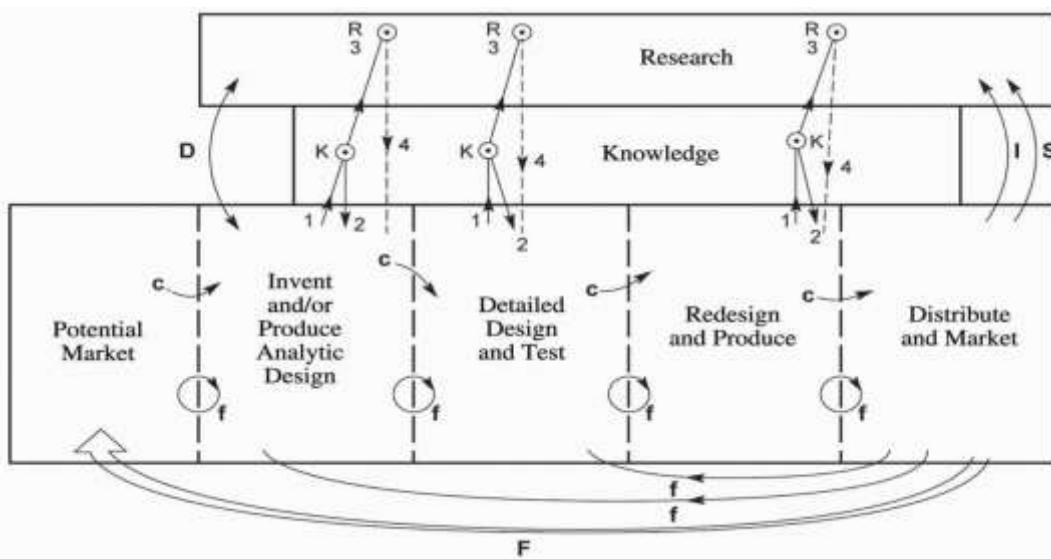 R R R
3 3 3
Research
D K 4 K 4 Knowledge K 4 I S
1 2 1 2 1 2
c c c c
Invent
and/or
Produce
Analytic
Design
Potential
Market
Detailed
Design
and Test
Redesign
and Produce
Distribute
and Market
f f f f
f
f
F